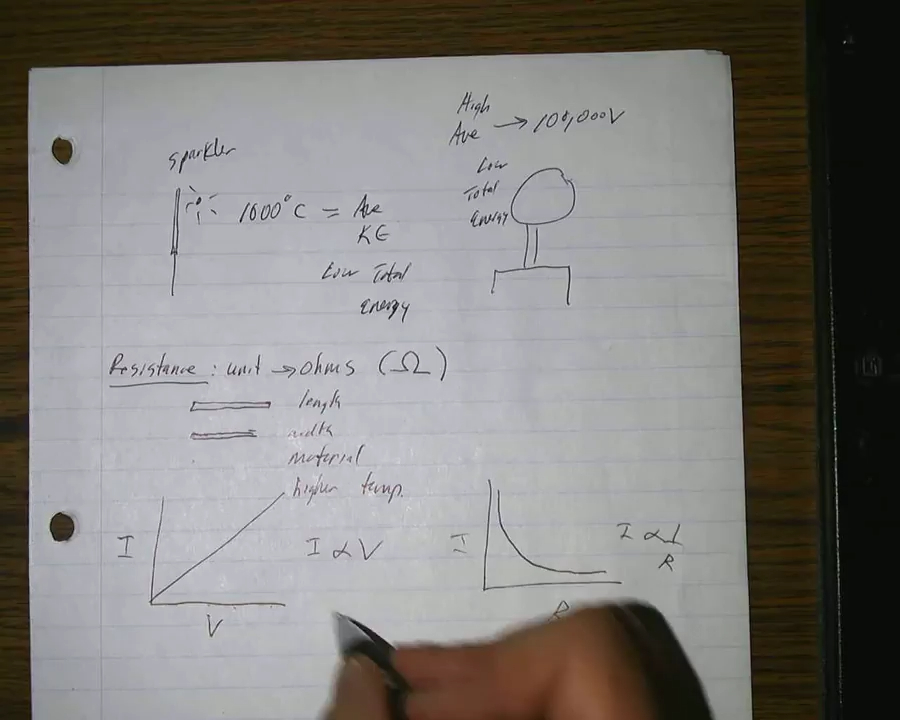 High
Ave → 100,000V
sparkler
Low
Total
Energy
1000°C = Ave
KE
Low Total
Energy
Resistance: unit → ohms (Ω)
length
width
material
higher temp.
I
V
I ∝ V
I
R
I ∝ 1
R